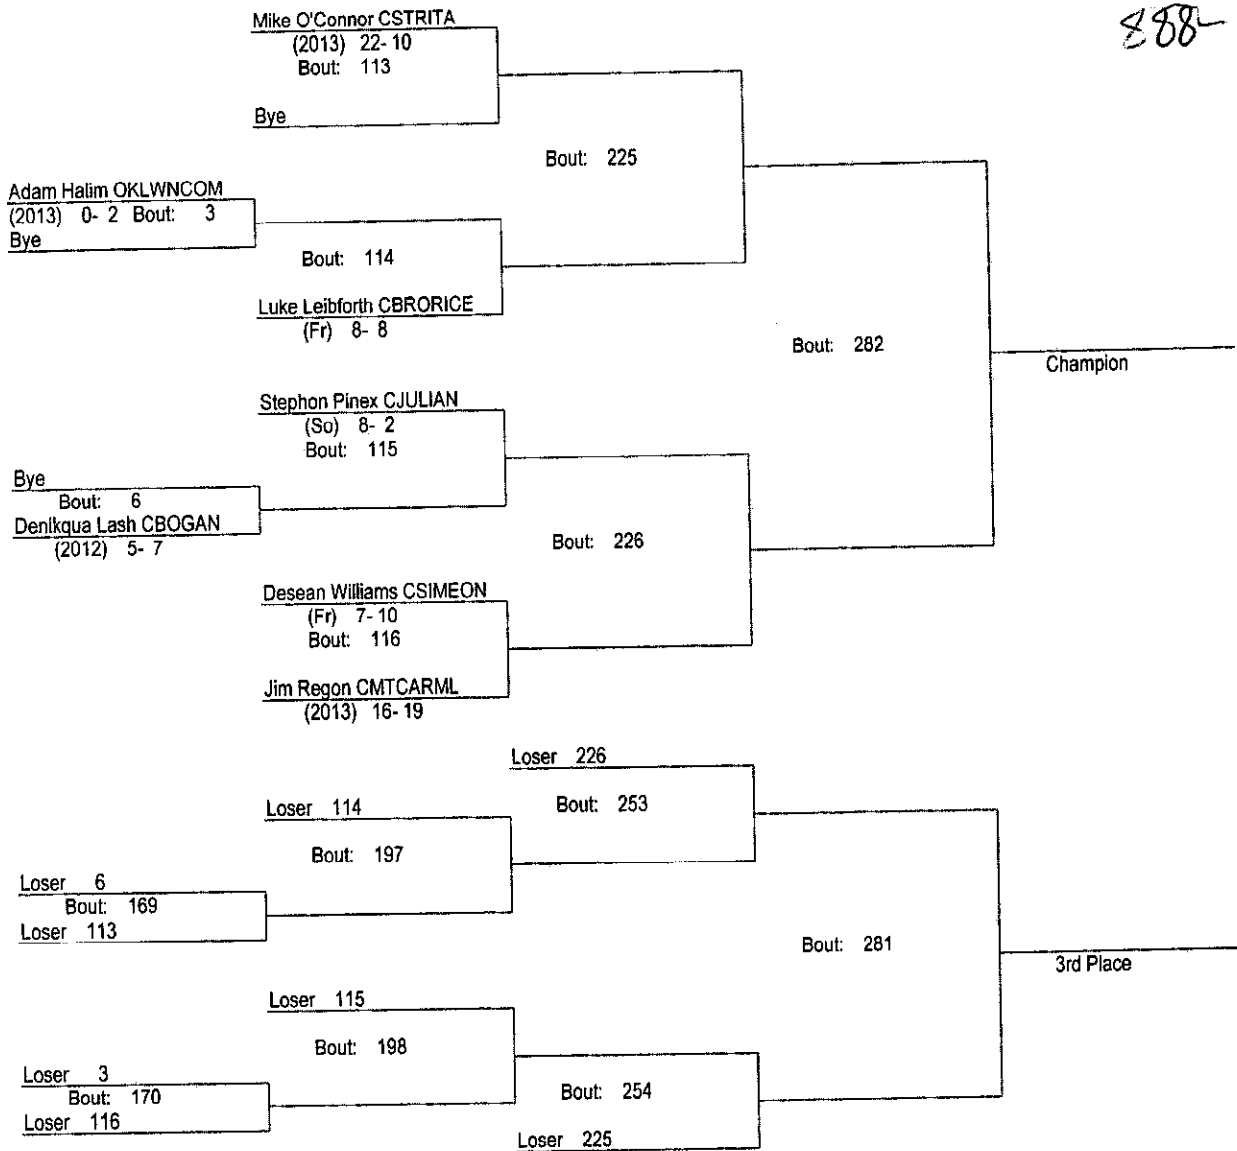 888
Mike O'Connor CSTRITA
(2013) 22- 10
Bout: 113
Bye
Bout: 225
Adam Halim OKLWNCOM
(2013) 0- 2 Bout: 3
Bye
Bout: 114
Luke Leibforth CBRORICE
(Fr) 8- 8
Bout: 282
Champion
Stephon Pinex CJULIAN
(So) 8- 2
Bout: 115
Bye
Bout: 6
Denikqua Lash CBOGAN
(2012) 5- 7
Bout: 226
Desean Williams CSIMEON
(Fr) 7- 10
Bout: 116
Jim Regon CMTCARML
(2013) 16- 19
Loser 226
Bout: 253
Loser 114
Bout: 197
Loser 6
Bout: 169
Loser 113
Bout: 281
3rd Place
Loser 115
Bout: 198
Loser 3
Bout: 170
Loser 116
Bout: 254
Loser 225